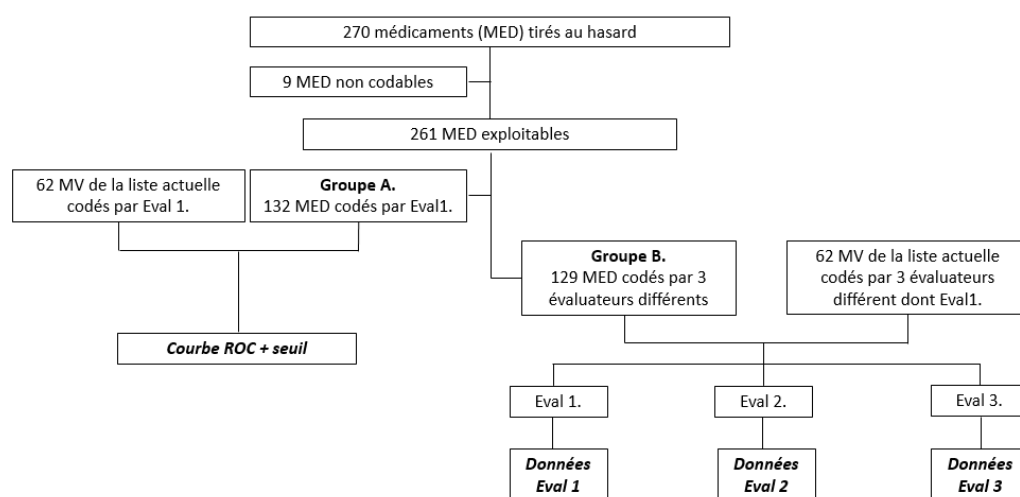 270 médicaments (MED) tirés au hasard
9 MED non codables
261 MED exploitables
62 MV de la liste actuelle
codés par Eval 1.
Groupe A.
132 MED codés par Eval1.
Groupe B.
129 MED codés par 3
évaluateurs différents
62 MV de la liste actuelle
codés par 3 évaluateurs
différent dont Eval1.
Courbe ROC + seuil
Eval 1.
Eval 2.
Eval 3.
Données
Eval 1
Données
Eval 2
Données
Eval 3